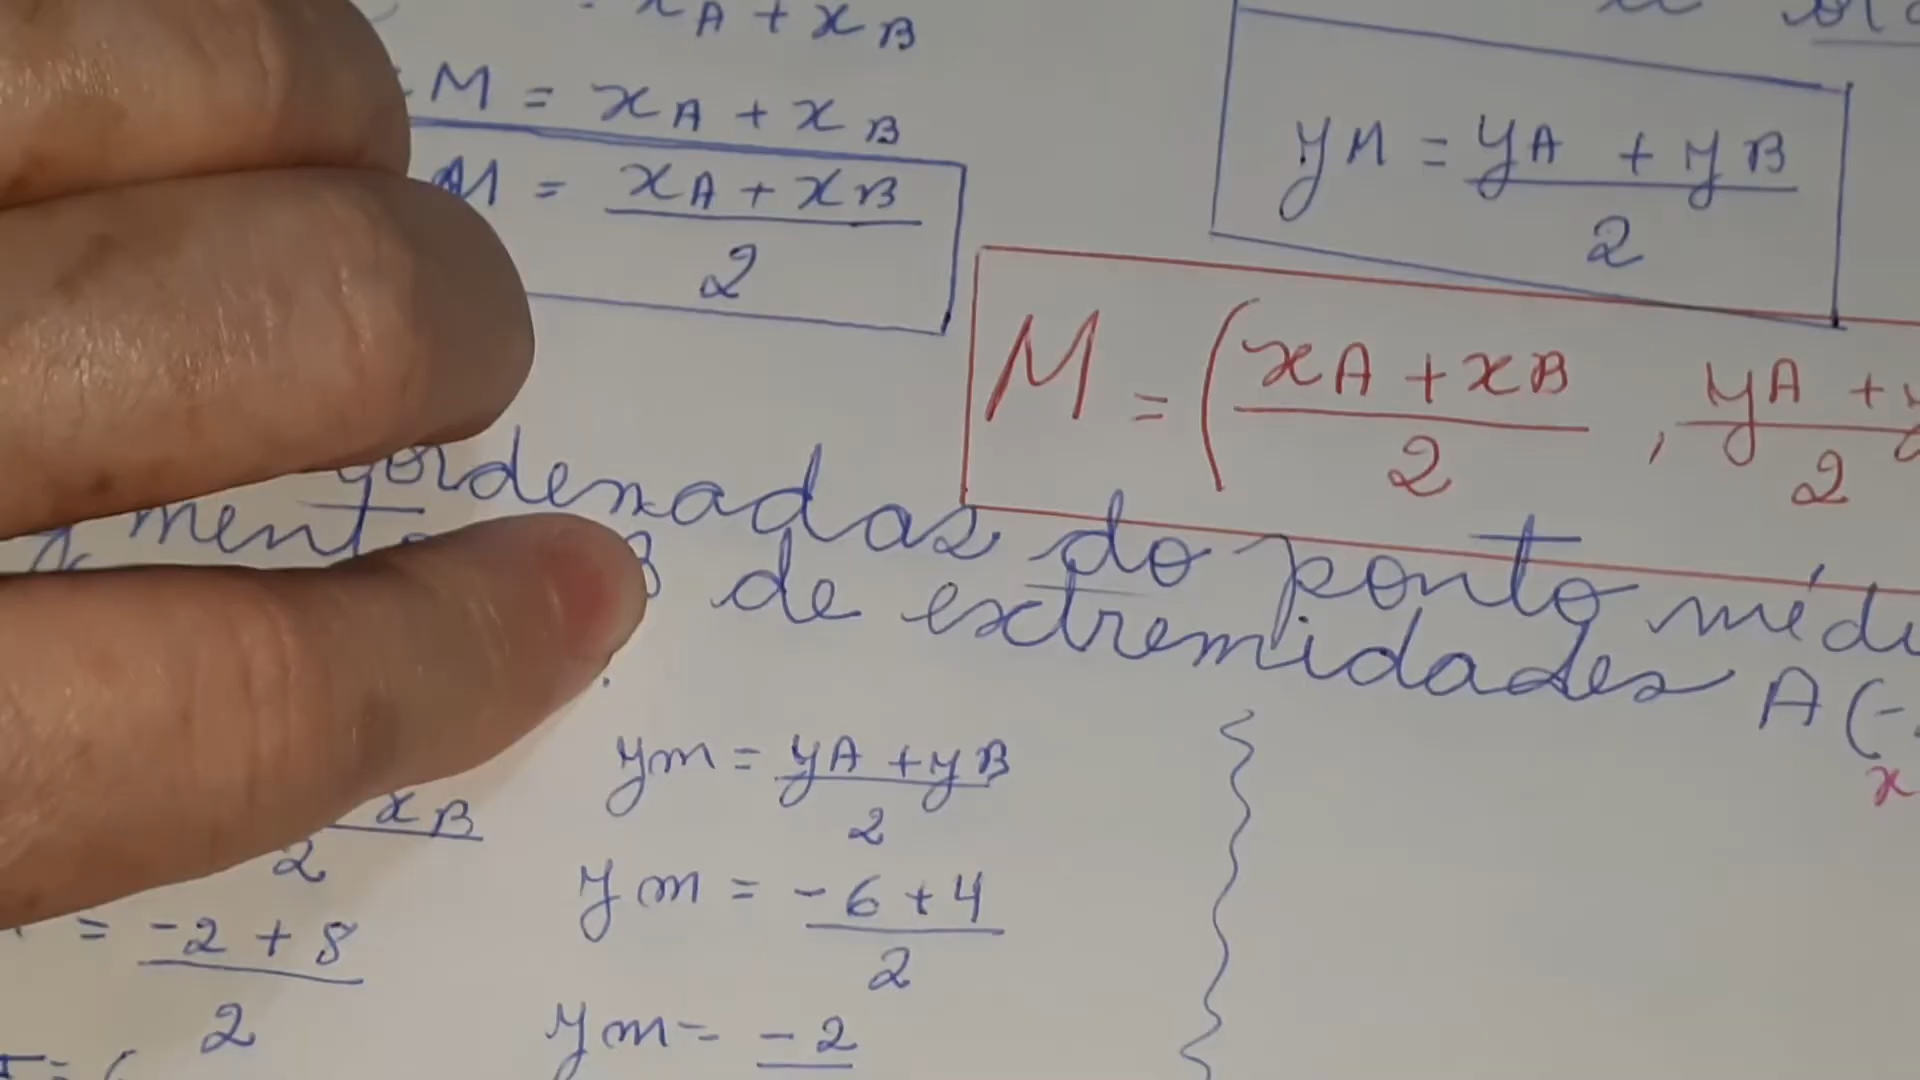 xA + xB
M = xA + xB
M = xA + xB
2
yM = yA + yB
2
M = ( xA + xB , yA +
2 2
ordenadas do ponto médi
mento B de extremidades A(-
x
xB
2
= -2 + 8
2
ym = yA + yB
2
ym = -6 + 4
2
ym = -2